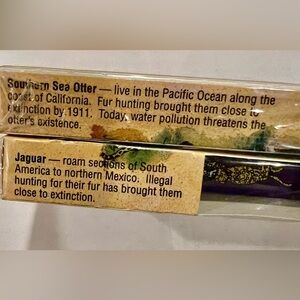 Southern Sea Otter — live in the Pacific Ocean along the
coast of California. Fur hunting brought them close to
extinction by 1911. Today, water pollution threatens the
otter's existence.
Jaguar — roam sections of South
America to northern Mexico. Illegal
hunting for their fur has brought them
close to extinction.